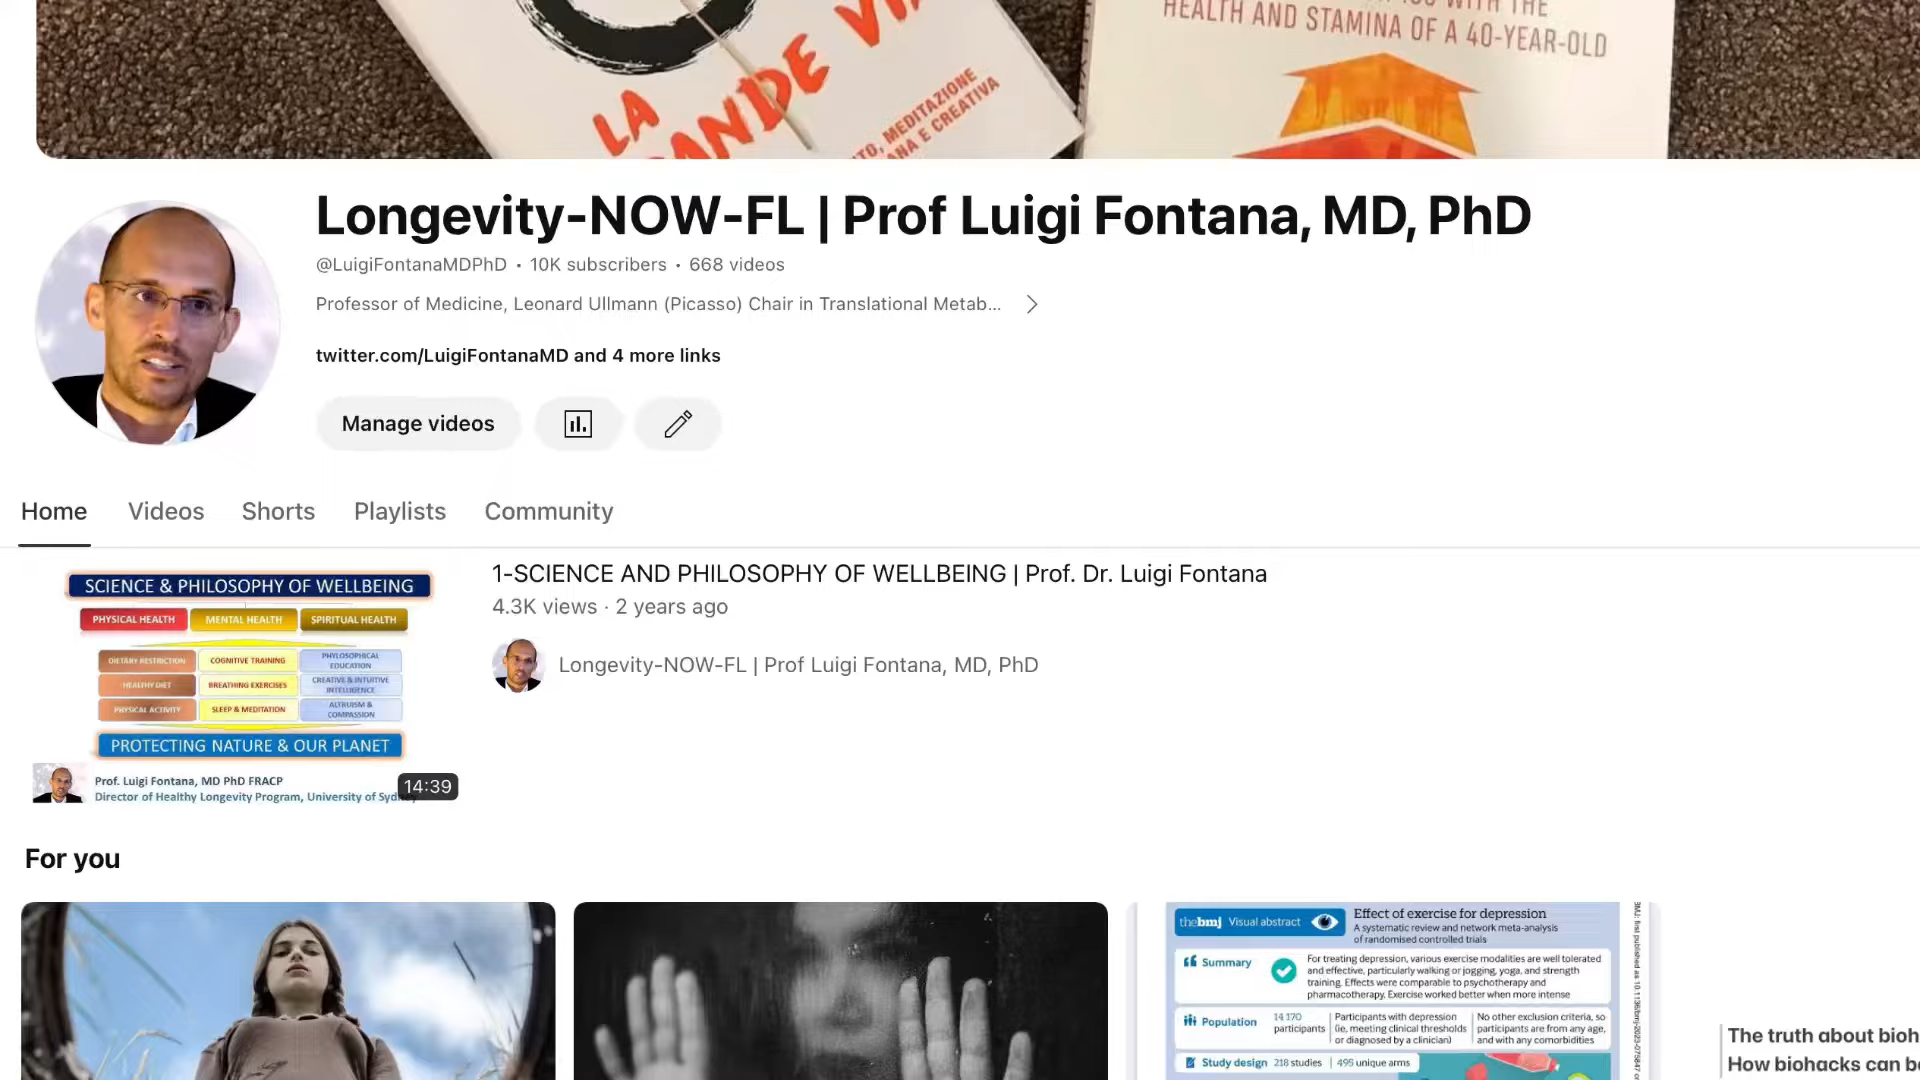 HEALTH AND STAMINA OF A 40-YEAR-OLD
LA
MEDITAZIONE
E CREATIVA
Longevity-NOW-FL | Prof Luigi Fontana, MD, PhD
@LuigiFontanaMDPhD • 10K subscribers • 668 videos
Professor of Medicine, Leonard Ullmann (Picasso) Chair in Translational Metab...
twitter.com/LuigiFontanaMD and 4 more links
Manage videos
Home Videos Shorts Playlists Community
SCIENCE & PHILOSOPHY OF WELLBEING
PHYSICAL HEALTH MENTAL HEALTH SPIRITUAL HEALTH
DIETARY RESTRICTION COGNITIVE TRAINING PHYLOSOPHICAL EDUCATION
HEALTHY DIET BREATHING EXERCISES CREATIVE & INTUITIVE INTELLIGENCE
PHYSICAL ACTIVITY SLEEP & MEDITATION ALTRUISM & COMPASSION
PROTECTING NATURE & OUR PLANET
Prof. Luigi Fontana, MD PhD FRACP
Director of Healthy Longevity Program, University of Sydney
14:39
1-SCIENCE AND PHILOSOPHY OF WELLBEING | Prof. Dr. Luigi Fontana
4.3K views · 2 years ago
Longevity-NOW-FL | Prof Luigi Fontana, MD, PhD
For you
thebmj Visual abstract
Effect of exercise for depression
A systematic review and network meta-analysis
of randomised controlled trials
Summary
For treating depression, various exercise modalities are well tolerated
and effective, particularly walking or jogging, yoga, and strength
training. Effects were comparable to psychotherapy and
pharmacotherapy. Exercise worked better when more intense
Population
14 170
participants
Participants with depression
(ie, meeting clinical thresholds
or diagnosed by a clinician)
No other exclusion criteria, so
participants are from any age,
and with any comorbidities
Study design 218 studies | 495 unique arms
The truth about bioh
How biohacks can b